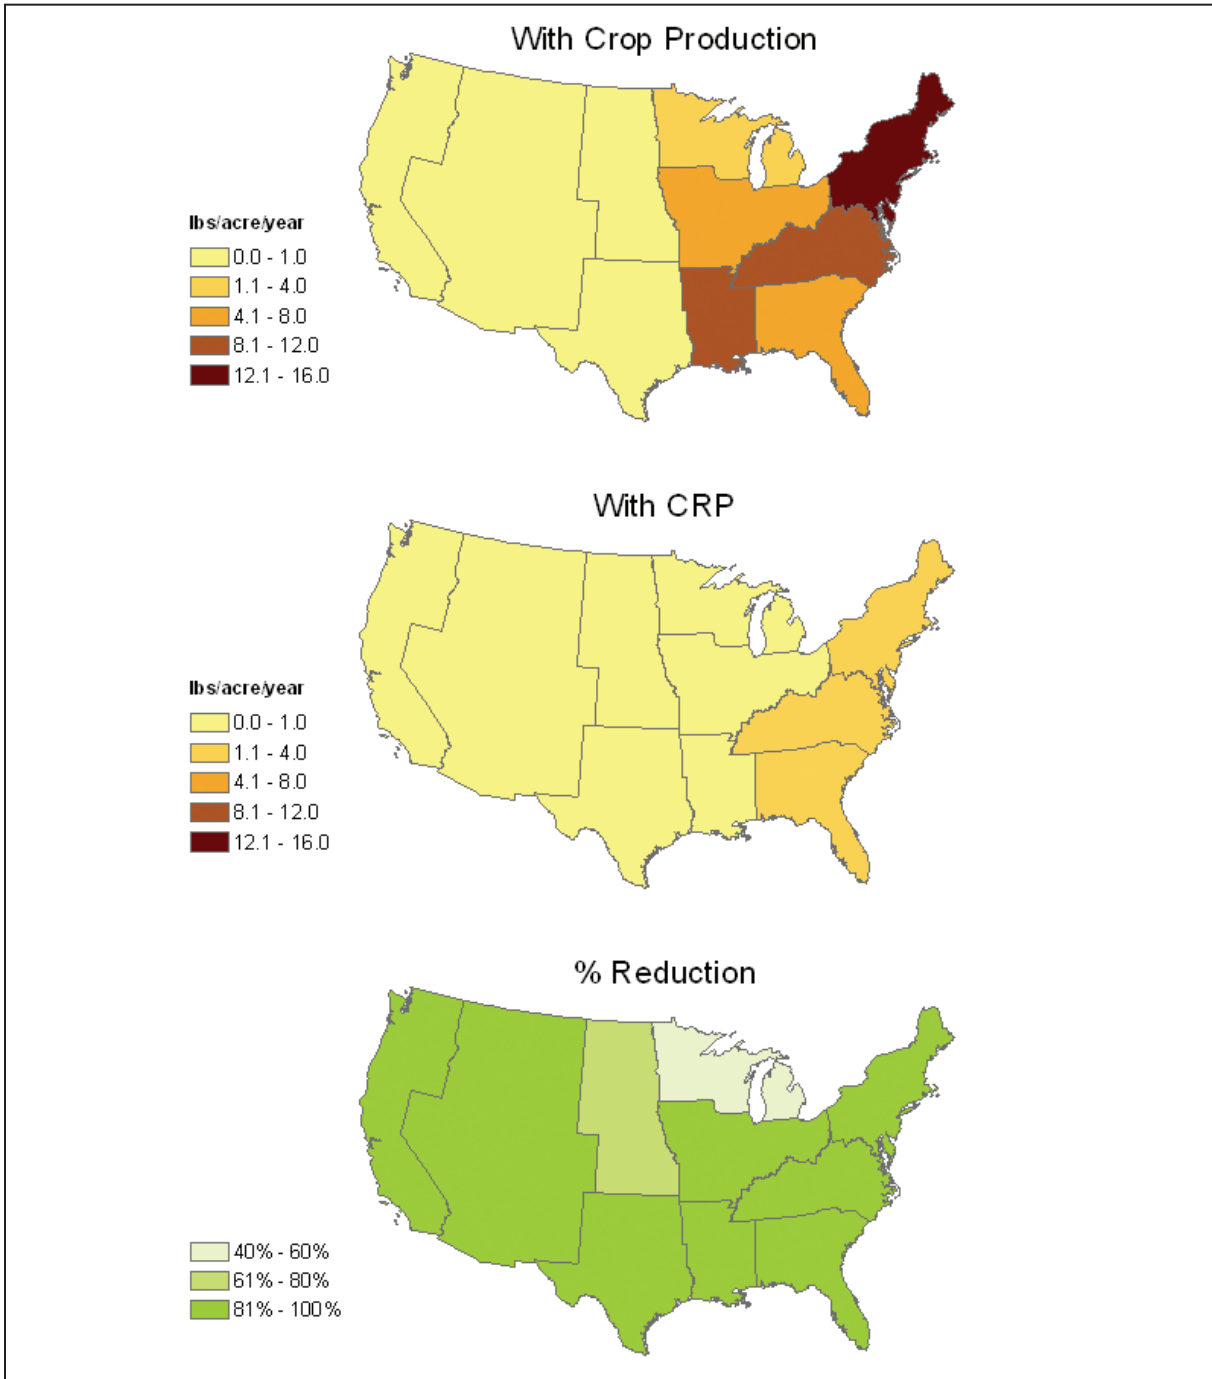 With Crop Production
lbs/acre/year
0.0 - 1.0
1.1 - 4.0
4.1 - 8.0
8.1 - 12.0
12.1 - 16.0
With CRP
lbs/acre/year
0.0 - 1.0
1.1 - 4.0
4.1 - 8.0
8.1 - 12.0
12.1 - 16.0
% Reduction
40% - 60%
61% - 80%
81% - 100%